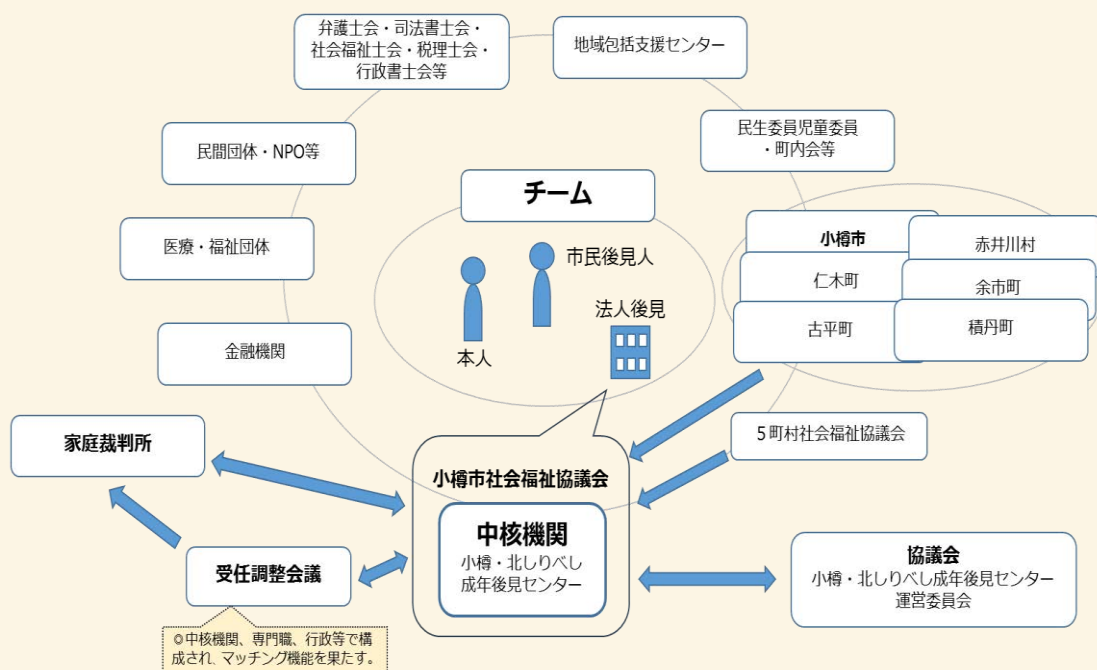 弁護士会・司法書士会・
社会福祉士会・税理士会・
行政書士会等
地域包括支援センター
民間団体・NPO等
民生委員児童委員
・町内会等
チーム
医療・福祉団体
市民後見人
本人
法人後見
小樽市
赤井川村
仁木町
余市町
古平町
積丹町
金融機関
5町村社会福祉協議会
家庭裁判所
小樽市社会福祉協議会
中核機関
小樽・北しりべし
成年後見センター
受任調整会議
◎中核機関、専門職、行政等で構
成され、マッチング機能を果たす。
協議会
小樽・北しりべし成年後見センター
運営委員会